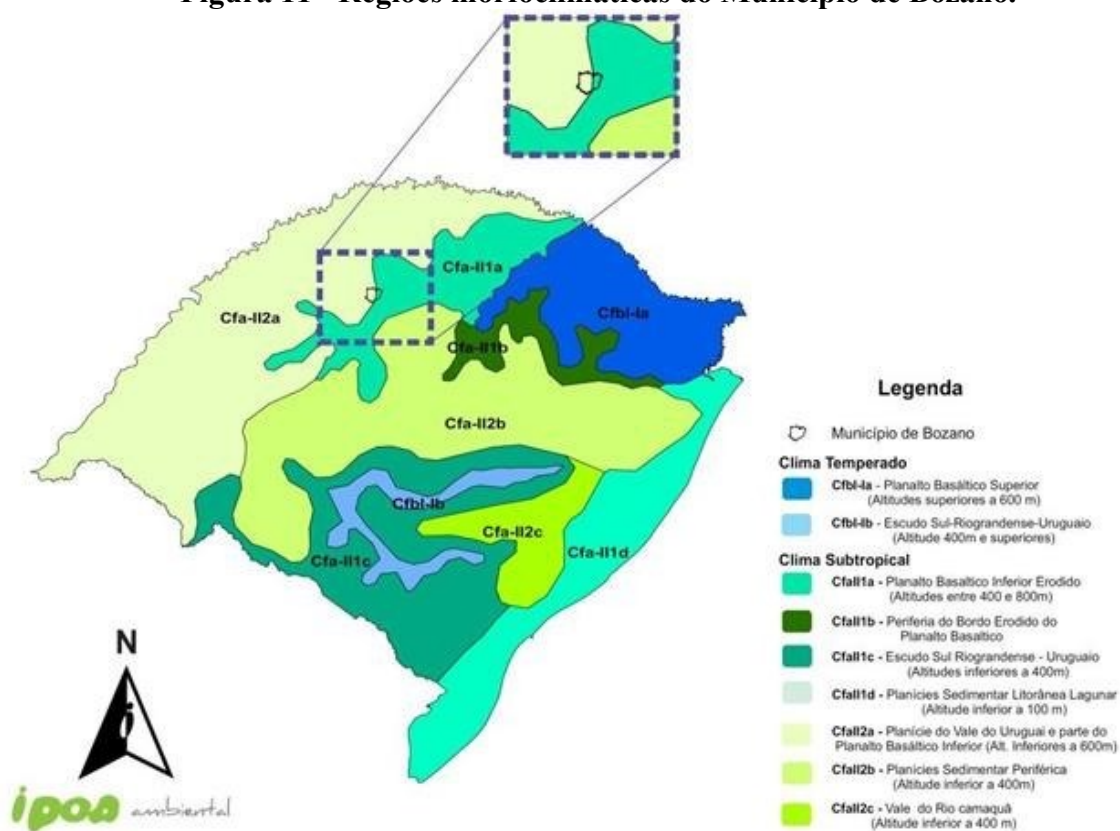 Figura 11 - Regiões morfoclimáticas do Município de Bozano.
Cfa-II1a
Cfbl-Ia
Cfa-II2a
Cfa-II1b
Cfa-II2b
Cfbl-Ib
Cfa-II2c
Cfa-II1d
Cfa-II1c
Legenda
Município de Bozano
Clima Temperado
Cfbl-Ia - Planalto Basáltico Superior
(Altitudes superiores a 600 m)
Cfbl-Ib - Escudo Sul-Riograndense-Uruguaio
(Altitude 400m e superiores)
Clima Subtropical
CfaII1a - Planalto Basaltico Inferior Erodido
(Altitudes entre 400 e 800m)
CfaII1b - Periferia do Bordo Erodido do
Planalto Basaltico
CfaII1c - Escudo Sul Riograndense - Uruguaio
(Altitudes inferiores a 400m)
CfaII1d - Planícies Sedimentar Litorânea Lagunar
(Altitude inferior a 100 m)
CfaII2a - Planície do Vale do Uruguai e parte do
Planalto Basáltico Inferior (Alt. Inferiores a 600m)
CfaII2b - Planícies Sedimentar Periférica
(Altitude inferior a 400m)
CfaII2c - Vale do Rio camaquã
(Altitude inferior a 400 m)
N
ipoa ambiental